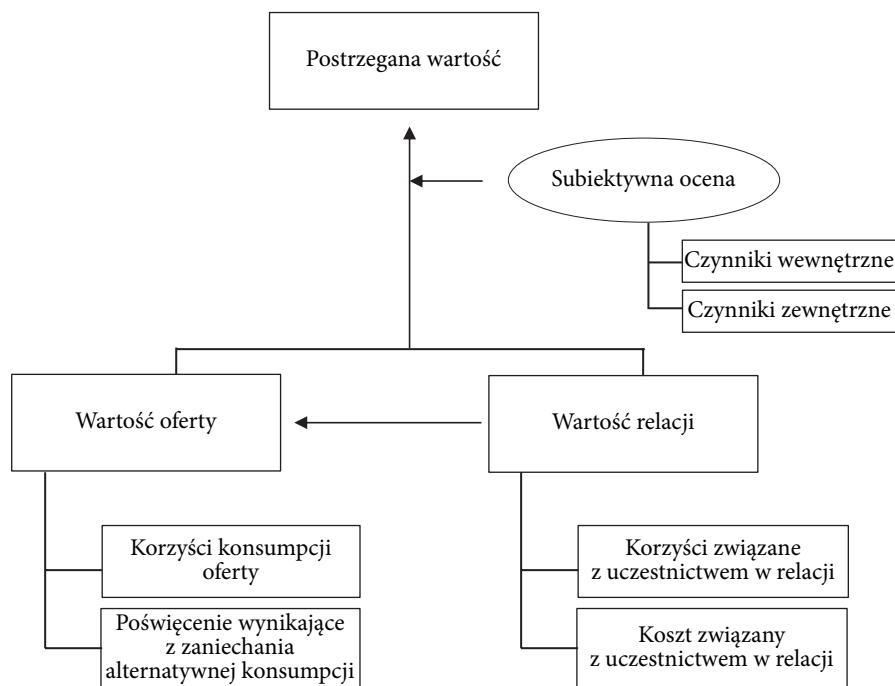 Postrzegana wartość
Subiektywna ocena
Czynniki wewnętrzne
Czynniki zewnętrzne
Wartość oferty
Wartość relacji
Korzyści konsumpcji
oferty
Poświęcenie wynikające
z zaniechania
alternatywnej konsumpcji
Korzyści związane
z uczestnictwem w relacji
Koszt związany
z uczestnictwem w relacji